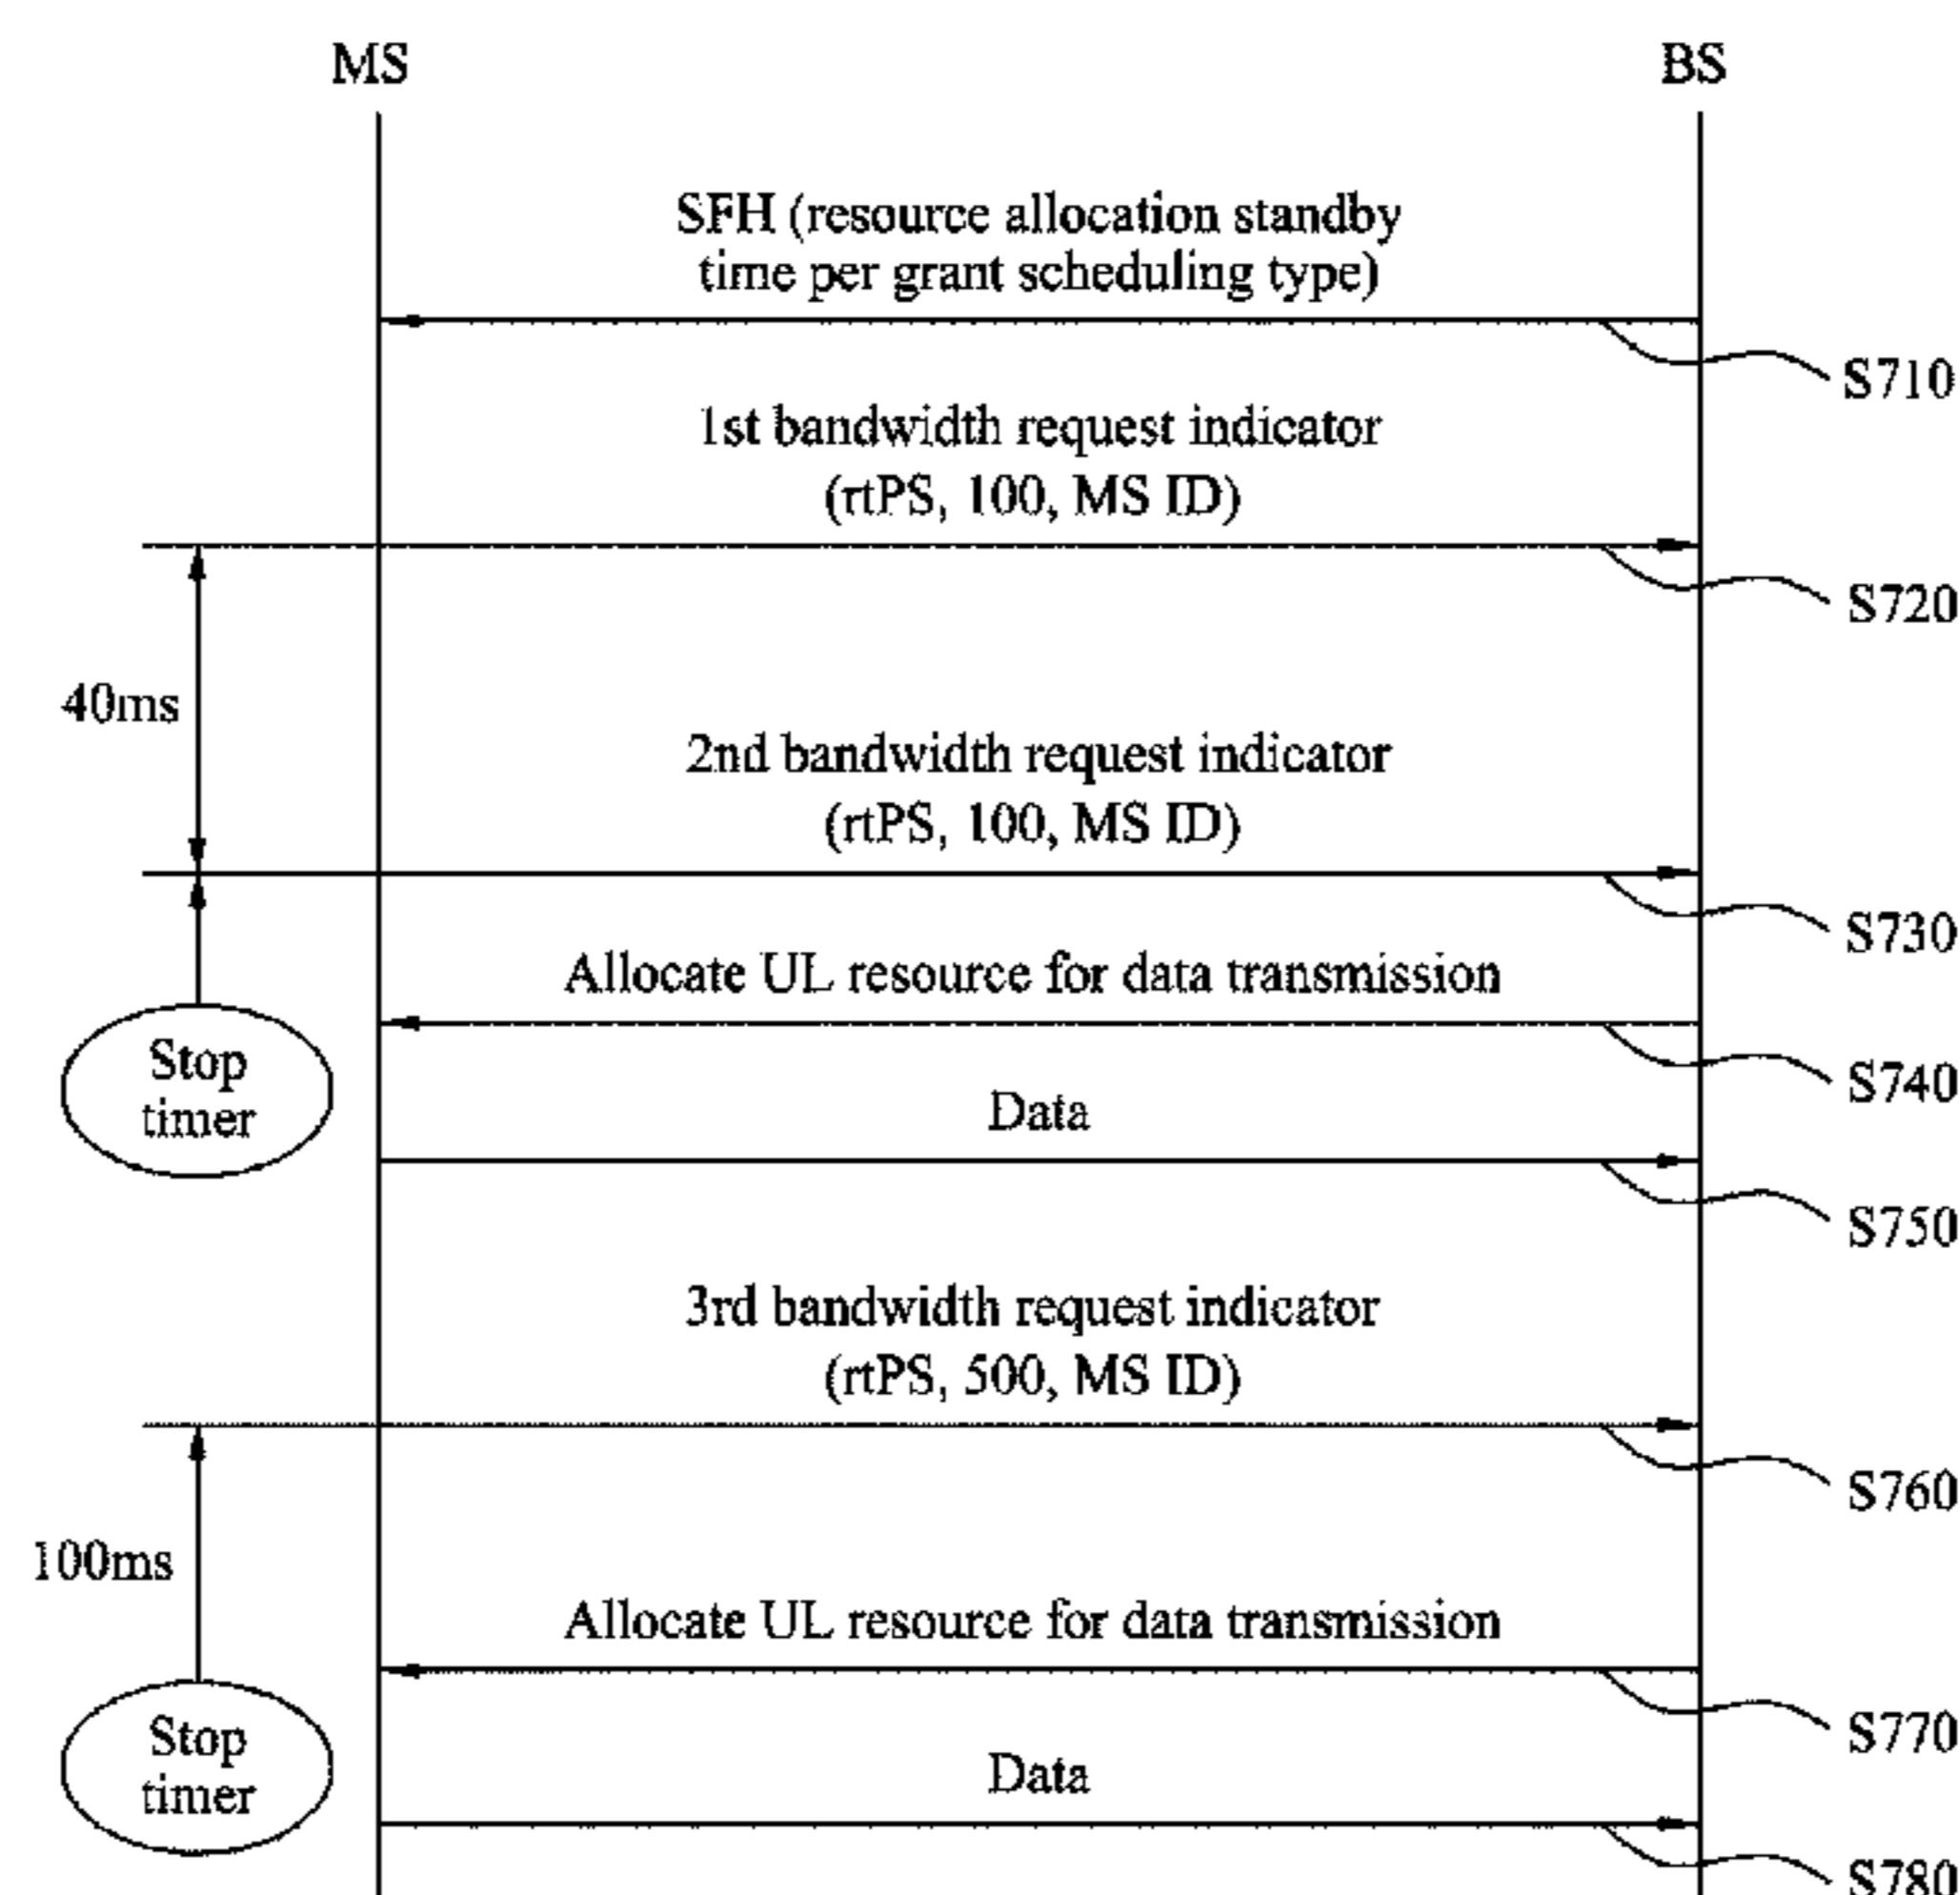 MS
BS
SFH (resource allocation standby
time per grant scheduling type)
S710
1st bandwidth request indicator
(rtPS, 100, MS ID)
S720
40ms
2nd bandwidth request indicator
(rtPS, 100, MS ID)
S730
Allocate UL resource for data transmission
S740
Stop
timer
Data
S750
3rd bandwidth request indicator
(rtPS, 500, MS ID)
S760
100ms
Allocate UL resource for data transmission
S770
Stop
timer
Data
S780